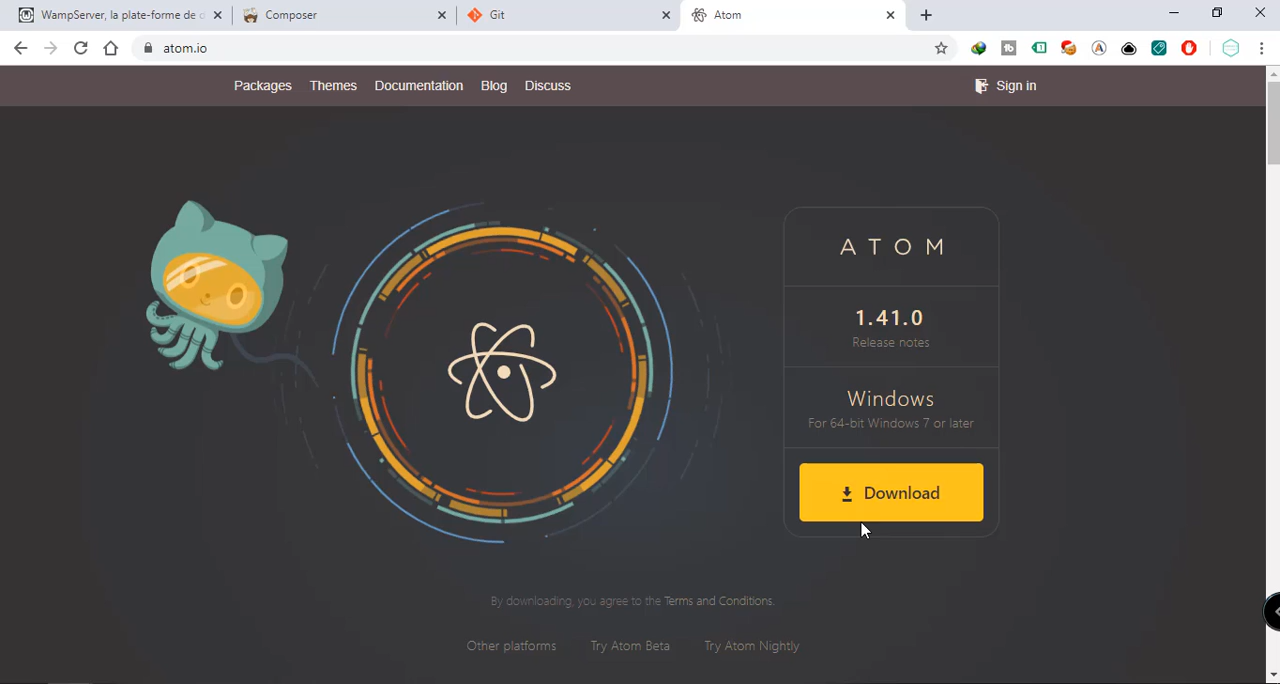 WampServer, la plate-forme de d
Composer
Git
Atom
atom.io
Packages Themes Documentation Blog Discuss
Sign in
ATOM
1.41.0
Release notes
Windows
For 64-bit Windows 7 or later
Download
By downloading, you agree to the Terms and Conditions.
Other platforms Try Atom Beta Try Atom Nightly